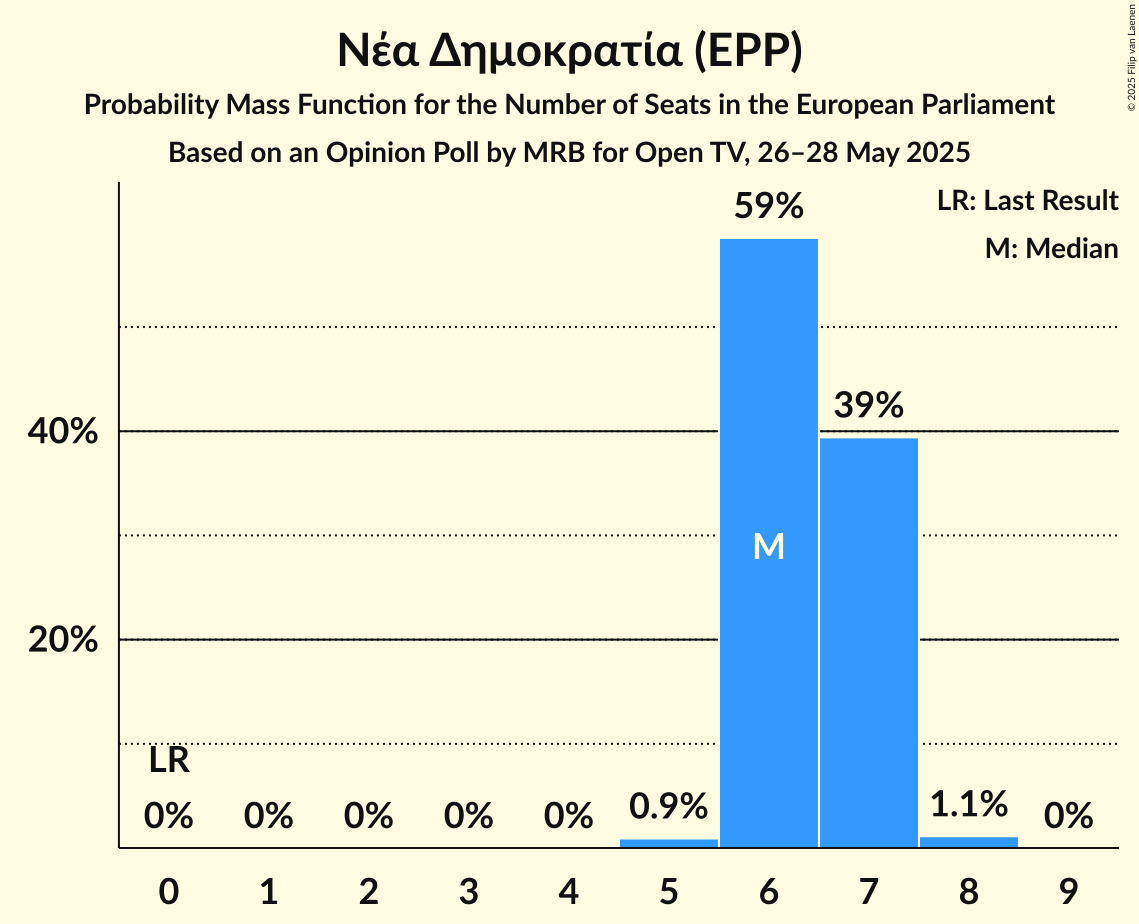 Νέα Δημοκρατία (EPP)
Probability Mass Function for the Number of Seats in the European Parliament
Based on an Opinion Poll by MRB for Open TV, 26–28 May 2025
© 2025 Filip van Laenen
LR: Last Result
M: Median
59%
39%
40%
M
20%
LR
0% 0% 0% 0% 0% 0.9% 1.1% 0%
0 1 2 3 4 5 6 7 8 9